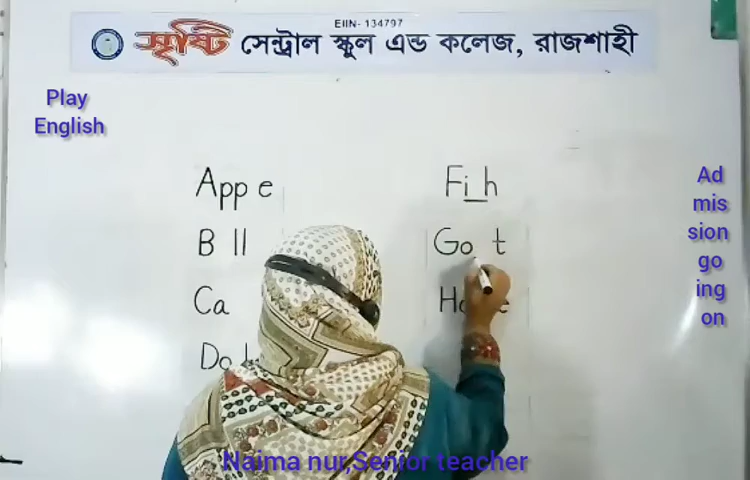 EIIN- 134797
সৃষ্টি সেন্ট্রাল স্কুল এন্ড কলেজ, রাজশাহী
Play
English
App e
B ll
Ca
Fi_h
Go t
Ad
mis
sion
go
ing
on
Naima nur,Senior teacher